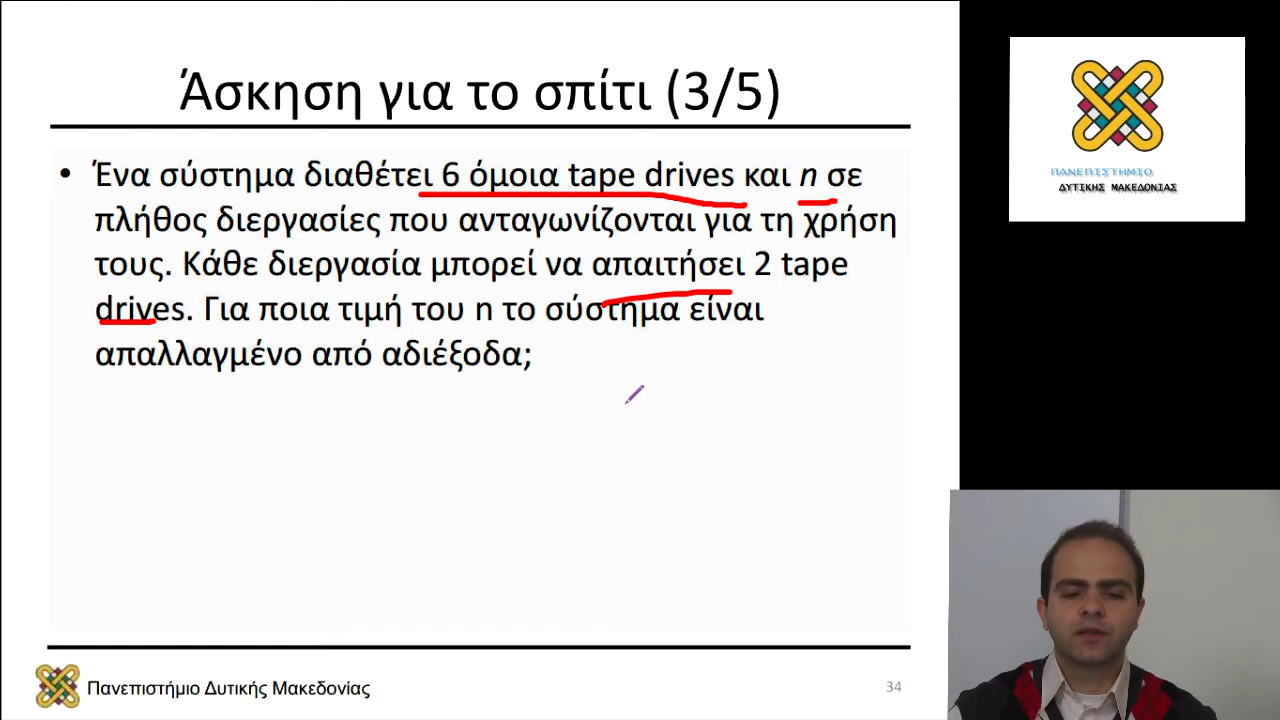 Άσκηση για το σπίτι (3/5)
• Ένα σύστημα διαθέτει 6 όμοια tape drives και n σε
πλήθος διεργασίες που ανταγωνίζονται για τη χρήση
τους. Κάθε διεργασία μπορεί να απαιτήσει 2 tape
drives. Για ποια τιμή του n το σύστημα είναι
απαλλαγμένο από αδιέξοδα;
Πανεπιστήμιο Δυτικής Μακεδονίας
34
ΠΑΝΕΠΙΣΤΗΜΙΟ
ΔΥΤΙΚΗΣ ΜΑΚΕΔΟΝΙΑΣ